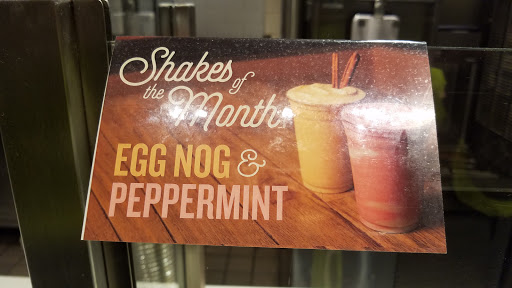 Shakes of
the Month
EGG NOG &
PEPPERMINT